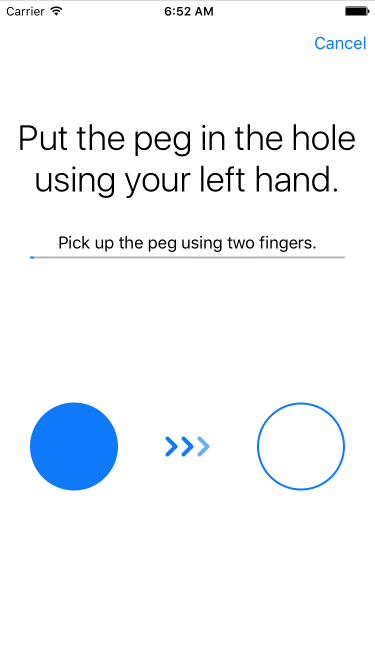 Carrier 6:52 AM
Cancel
Put the peg in the hole
using your left hand.
Pick up the peg using two fingers.